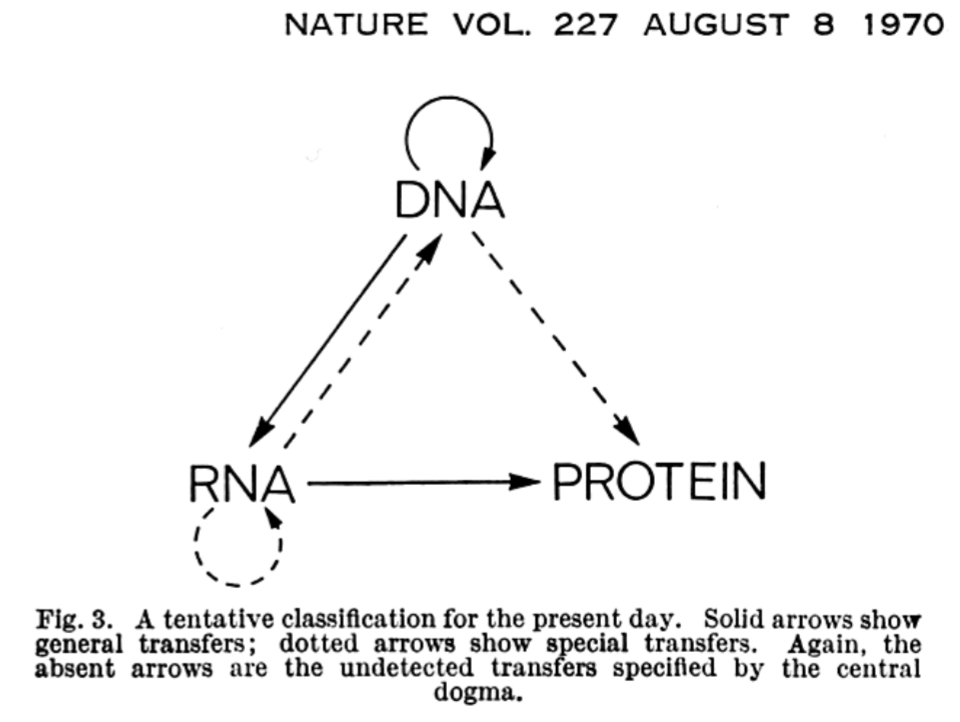 NATURE VOL. 227 AUGUST 8 1970
DNA
RNA
PROTEIN
Fig. 3. A tentative classification for the present day. Solid arrows show
general transfers; dotted arrows show special transfers. Again, the
absent arrows are the undetected transfers specified by the central
dogma.